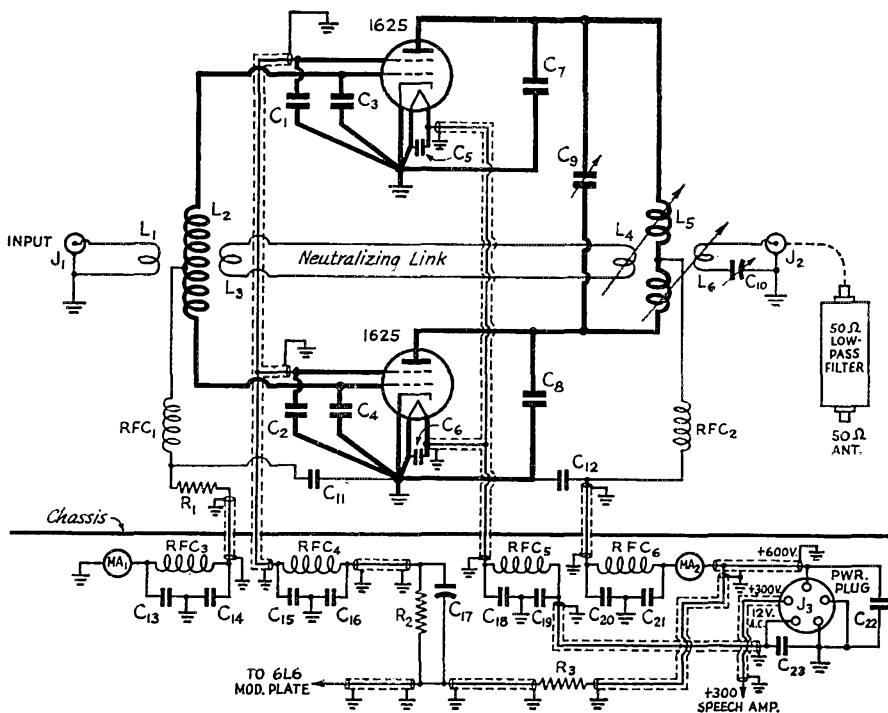 1625
C7
C1
C3
C5
C9
L2
L4
L5
INPUT
L1
J1
Neutralizing Link
J2
L3
L6
C10
1625
50Ω
LOW-
PASS
FILTER
C8
C2
C4
C6
RFC1
RFC2
50Ω
ANT.
C11
C12
R1
Chassis
RFC3
RFC4
RFC5
RFC6
+600V.
MA1
MA2
PWR.
PLUG
+300V.
J3
12V.
A.C.
C13
C14
C15
C16
R2
C17
C18
C19
C20
C21
C22
C23
R3
TO 6L6
MOD. PLATE
+300
SPEECH AMP.